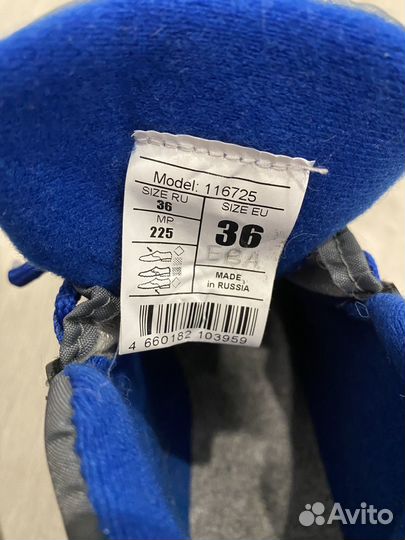 Model: 116725
SIZE RU
36
MP
225
SIZE EU
36
MADE
in RUSSIA
4 660182 103959
Avito